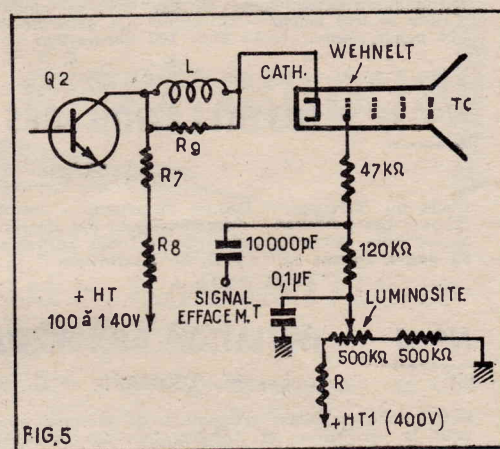 Q2
L
CATH.
WEHNELT
TC
R9
R7
47KΩ
R8
10000pF
120KΩ
+ HT
100 à 140V
SIGNAL
EFFACEM.T
0,1µF
LUMINOSITE
500KΩ
500KΩ
R
+HT1 (400V)
FIG.5